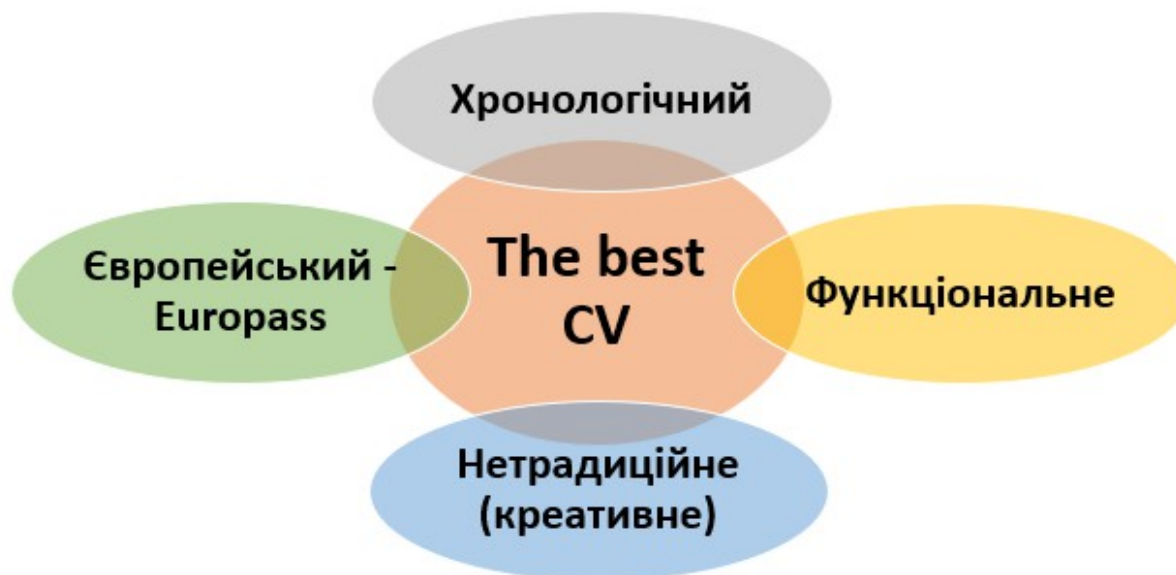 Хронологічний
Європейський -
Europass
The best
CV
Функціональне
Нетрадиційне
(креативне)